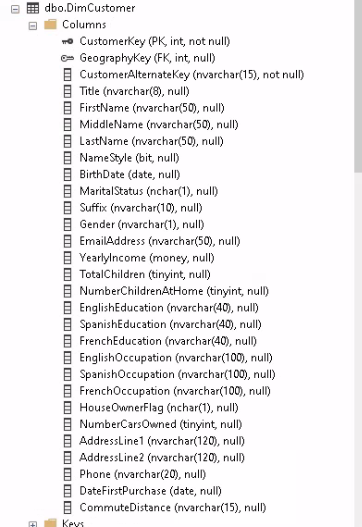 dbo.DimCustomer
Columns
CustomerKey (PK, int, not null)
GeographyKey (FK, int, null)
CustomerAlternateKey (nvarchar(15), not null)
Title (nvarchar(8), null)
FirstName (nvarchar(50), null)
MiddleName (nvarchar(50), null)
LastName (nvarchar(50), null)
NameStyle (bit, null)
BirthDate (date, null)
MaritalStatus (nchar(1), null)
Suffix (nvarchar(10), null)
Gender (nvarchar(1), null)
EmailAddress (nvarchar(50), null)
YearlyIncome (money, null)
TotalChildren (tinyint, null)
NumberChildrenAtHome (tinyint, null)
EnglishEducation (nvarchar(40), null)
SpanishEducation (nvarchar(40), null)
FrenchEducation (nvarchar(40), null)
EnglishOccupation (nvarchar(100), null)
SpanishOccupation (nvarchar(100), null)
FrenchOccupation (nvarchar(100), null)
HouseOwnerFlag (nchar(1), null)
NumberCarsOwned (tinyint, null)
AddressLine1 (nvarchar(120), null)
AddressLine2 (nvarchar(120), null)
Phone (nvarchar(20), null)
DateFirstPurchase (date, null)
CommuteDistance (nvarchar(15), null)
Keys